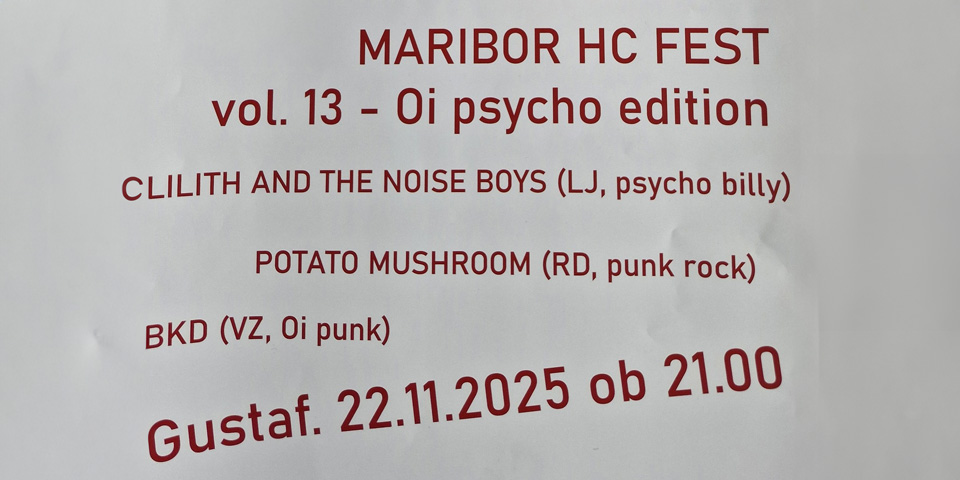 MARIBOR HC FEST
vol. 13 - Oi psycho edition
CLILITH AND THE NOISE BOYS (LJ, psycho billy)
POTATO MUSHROOM (RD, punk rock)
BKD (VZ, Oi punk)
Gustaf. 22.11.2025 ob 21.00